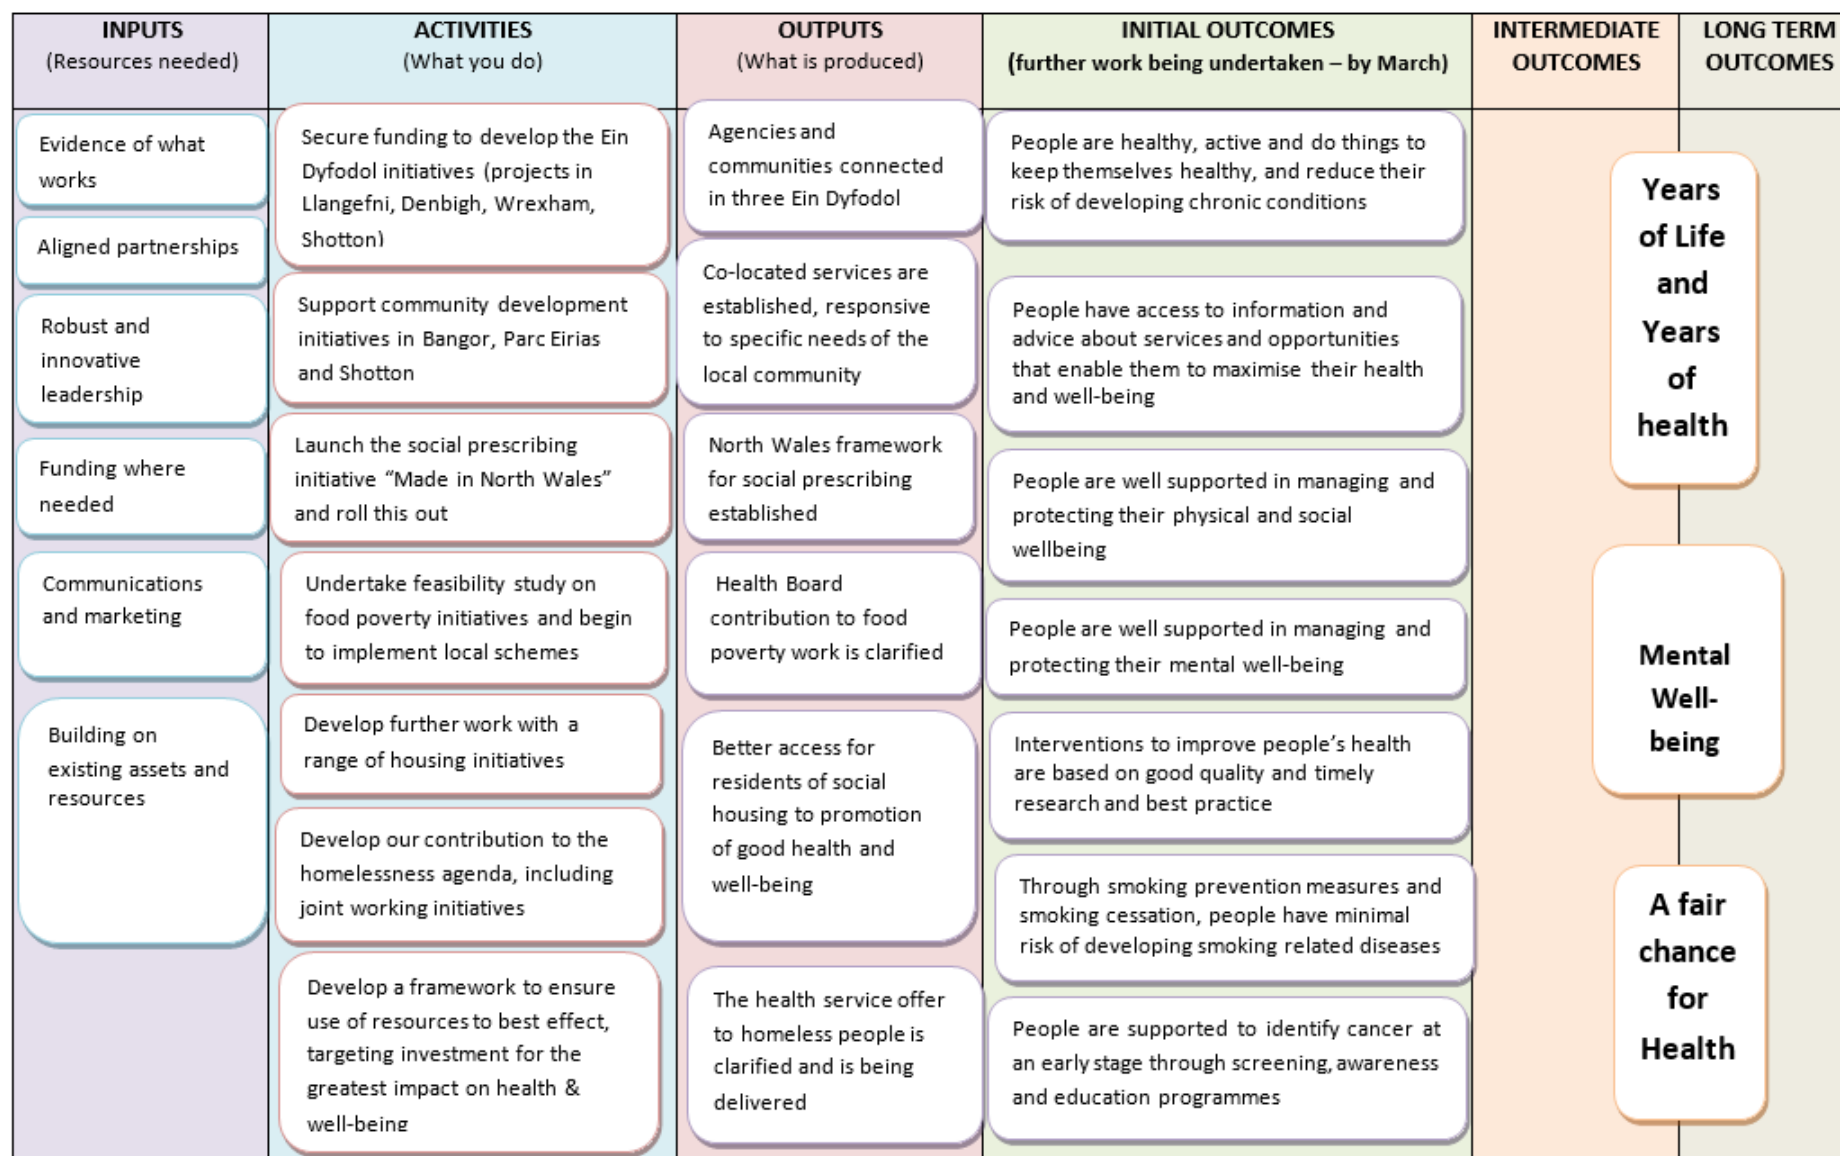 INPUTS
(Resources needed)
ACTIVITIES
(What you do)
OUTPUTS
(What is produced)
INITIAL OUTCOMES
(further work being undertaken – by March)
INTERMEDIATE
OUTCOMES
LONG TERM
OUTCOMES
Evidence of what
works
Aligned partnerships
Robust and
innovative
leadership
Funding where
needed
Communications
and marketing
Building on
existing assets and
resources
Secure funding to develop the Ein
Dyfodol initiatives (projects in
Llangefni, Denbigh, Wrexham,
Shotton)
Support community development
initiatives in Bangor, Parc Eirias
and Shotton
Launch the social prescribing
initiative “Made in North Wales”
and roll this out
Undertake feasibility study on
food poverty initiatives and begin
to implement local schemes
Develop further work with a
range of housing initiatives
Develop our contribution to the
homelessness agenda, including
joint working initiatives
Develop a framework to ensure
use of resources to best effect,
targeting investment for the
greatest impact on health &
well-being
Agencies and
communities connected
in three Ein Dyfodol
Co-located services are
established, responsive
to specific needs of the
local community
North Wales framework
for social prescribing
established
Health Board
contribution to food
poverty work is clarified
Better access for
residents of social
housing to promotion
of good health and
well-being
The health service offer
to homeless people is
clarified and is being
delivered
People are healthy, active and do things to
keep themselves healthy, and reduce their
risk of developing chronic conditions
People have access to information and
advice about services and opportunities
that enable them to maximise their health
and well-being
People are well supported in managing and
protecting their physical and social
wellbeing
People are well supported in managing and
protecting their mental well-being
Interventions to improve people’s health
are based on good quality and timely
research and best practice
Through smoking prevention measures and
smoking cessation, people have minimal
risk of developing smoking related diseases
People are supported to identify cancer at
an early stage through screening, awareness
and education programmes
Years
of Life
and
Years
of
health
Mental
Well-
being
A fair
chance
for
Health